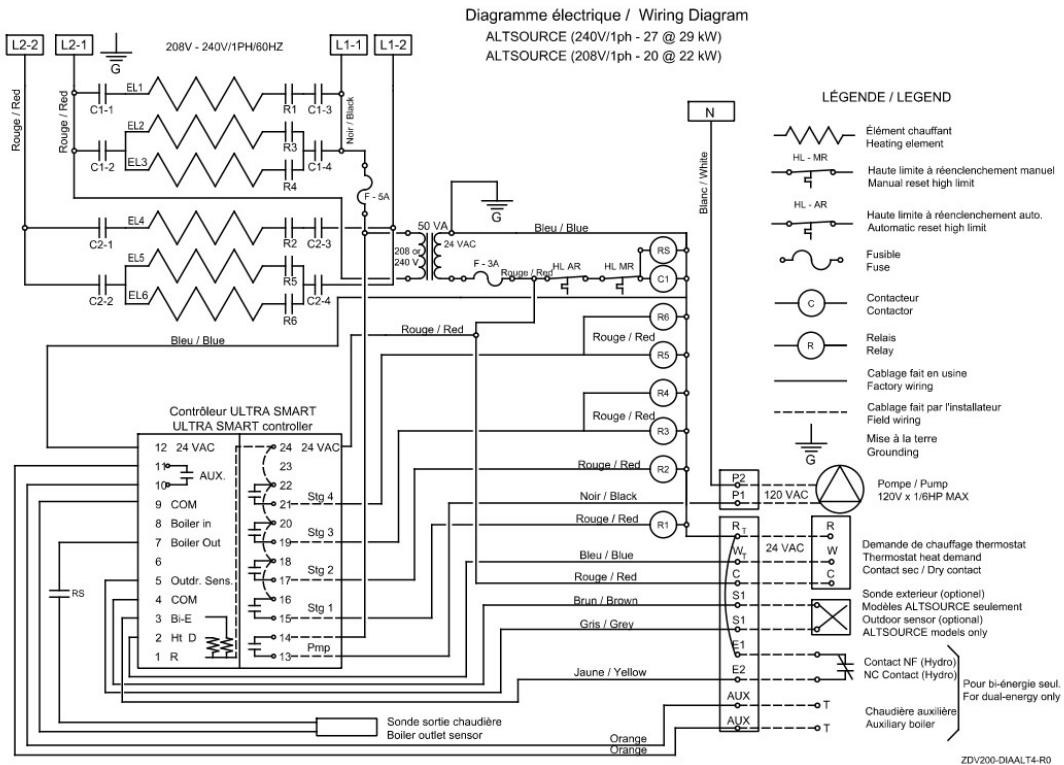 Diagramme électrique / Wiring Diagram
ALTSOURCE (240V/1ph - 27 @ 29 kW)
ALTSOURCE (208V/1ph - 20 @ 22 kW)
L2-2
L2-1
G
208V - 240V/1PH/60HZ
L1-1
L1-2
Rouge / Red
Rouge / Red
Noir / Black
EL1
C1-1
R1
C1-3
EL2
R3
C1-2
EL3
C1-4
R4
F - 5A
EL4
C2-1
R2
C2-3
EL5
R5
C2-2
EL6
C2-4
R6
50 VA
208 or
240 V
24 VAC
G
Bleu / Blue
F - 3A
Rouge / Red
HL AR
HL MR
RS
C1
N
Blanc / White
R6
Rouge / Red
R5
R4
Rouge / Red
R3
Rouge / Red
R2
Noir / Black
Rouge / Red
R1
Bleu / Blue
Rouge / Red
Brun / Brown
Gris / Grey
Jaune / Yellow
Orange
Orange
Bleu / Blue
Rouge / Red
Contrôleur ULTRA SMART
ULTRA SMART controller
12 24 VAC
11
AUX.
10
9 COM
8 Boiler in
7 Boiler Out
6
5 Outdr. Sens.
4 COM
3 Bi-E
2 Ht D
1 R
24 24 VAC
23
22
21 Stg 4
20
19 Stg 3
18
17 Stg 2
16
15 Stg 1
14
13 Pmp
RS
Sonde sortie chaudière
Boiler outlet sensor
P2
P1
120 VAC
Pompe / Pump
120V x 1/6HP MAX
RT
WT
C
S1
S1
E1
E2
AUX
AUX
24 VAC
R
W
C
T
T
Demande de chauffage thermostat
Thermostat heat demand
Contact sec / Dry contact
Sonde exterieur (optional)
Modèles ALTSOURCE seulement
Outdoor sensor (optional)
ALTSOURCE models only
Contact NF (Hydro)
NC Contact (Hydro)
Chaudière auxilière
Auxiliary boiler
Pour bi-énergie seul.
For dual-energy only
LÉGENDE / LEGEND
Élément chauffant
Heating element
HL - MR
Haute limite à réenclenchement manuel
Manual reset high limit
HL - AR
Haute limite à réenclenchement auto.
Automatic reset high limit
Fusible
Fuse
C
Contacteur
Contactor
R
Relais
Relay
Cablage fait en usine
Factory wiring
Cablage fait par l'installateur
Field wiring
G
Mise à la terre
Grounding
ZDV200-DIAALT4-R0